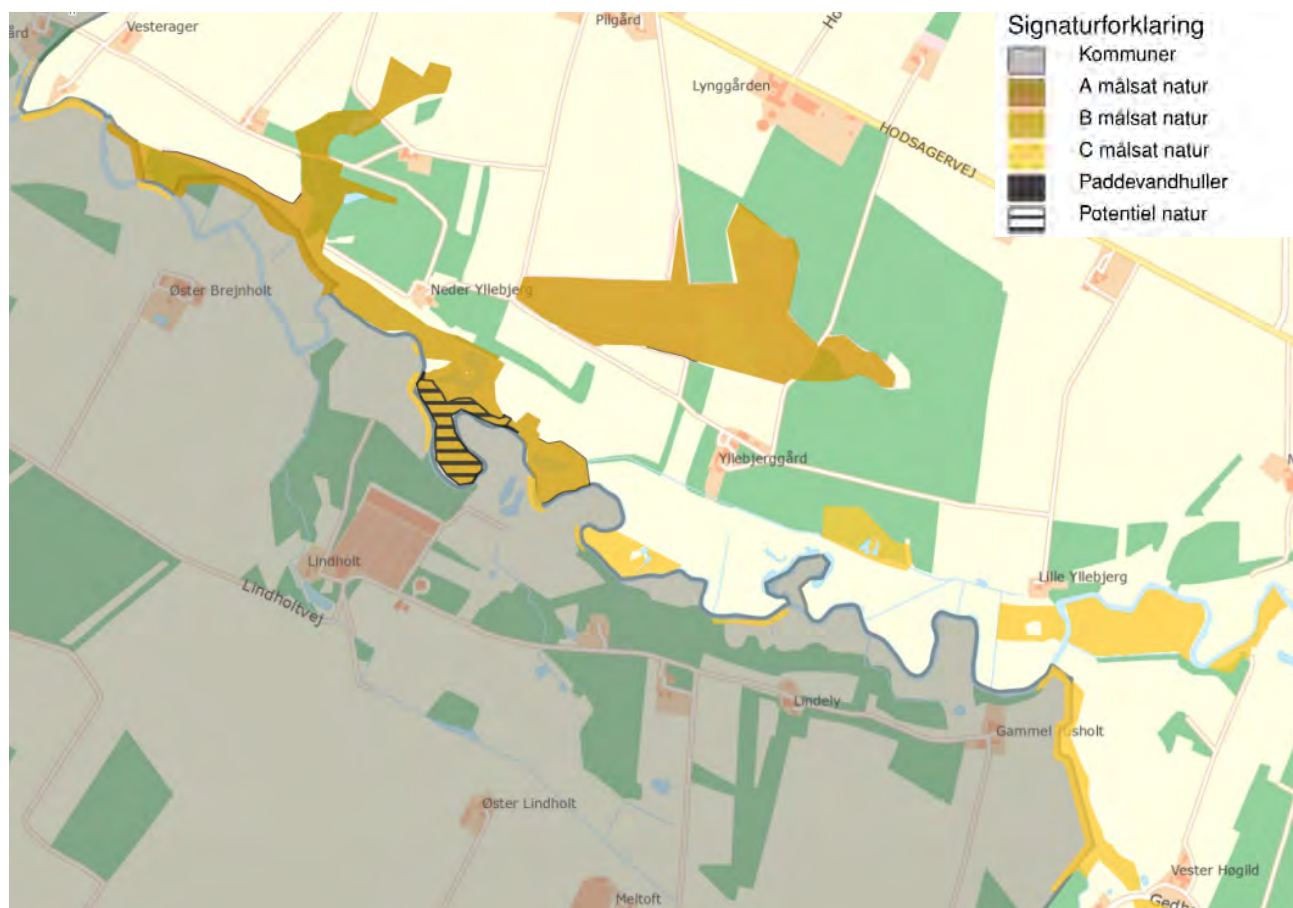 Signaturforklaring
Kommuner
A målsat natur
B målsat natur
C målsat natur
Paddevandhuller
Potentiel natur
Pilgård
Vesterager
Lynggården
HODSAGERVEJ
Øster Brejnholt
Neder Yllebjerg
Yllebjerggård
Lindholt
Lindholtvej
Lille Yllebjerg
Lindely
Øster Lindholt
Vester Høgild
Meltoft